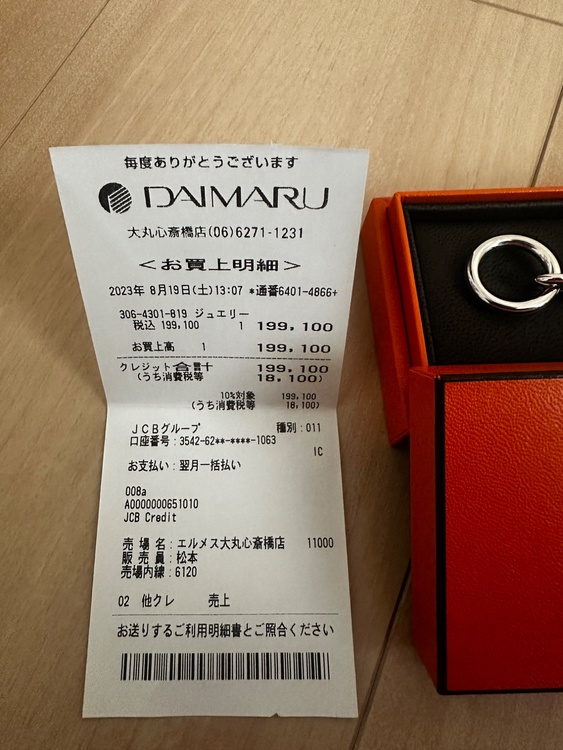 毎度ありがとうございます
DAIMARU
大丸心斎橋店(06)6271-1231
＜お買上明細＞
2023年 8月19日(土)13:07 *通番6401-4866+
306-4301-819 ジュエリー
税込 199,100 1 199,100
お買上高 1 199,100
クレジット合計 199,100
(うち消費税等 18,100)
10%対象 199,100
(うち消費税等 18,100)
JCBグループ 種別:011
口座番号:3542-62**-****-1063
IC
お支払い:翌月一括払い
008a
A0000000651010
JCB Credit
売 場 名:エルメス大丸心斎橋店 11000
販 売 員:松本
売場内線:6120
02 他クレ 売上
お送りするご利用明細書とご照合ください